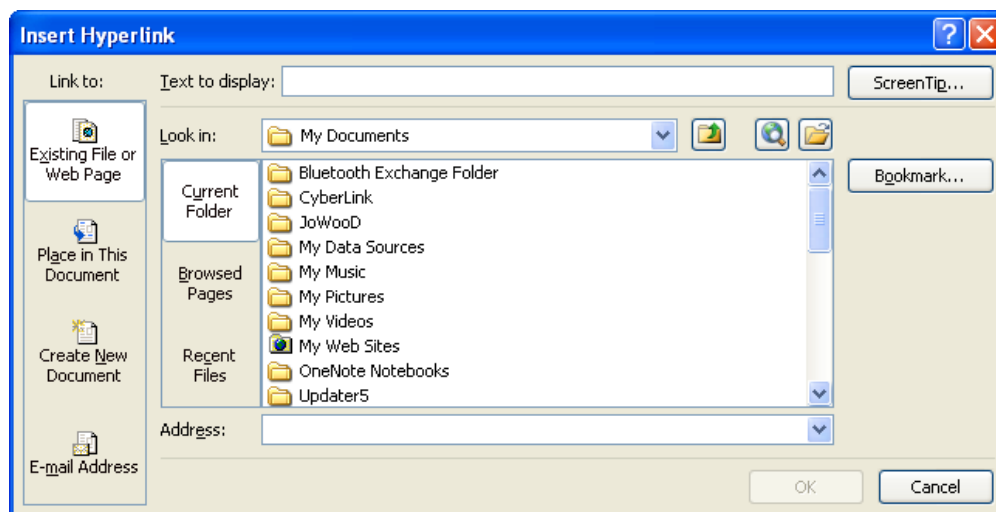 Insert Hyperlink
Link to:
Text to display:
ScreenTip...
Existing File or
Web Page
Look in:
My Documents
Current
Folder
Bluetooth Exchange Folder
CyberLink
JoWooD
My Data Sources
My Music
My Pictures
My Videos
My Web Sites
OneNote Notebooks
Updater5
Bookmark...
Place in This
Document
Browsed
Pages
Create New
Document
Recent
Files
Address:
E-mail Address
OK
Cancel